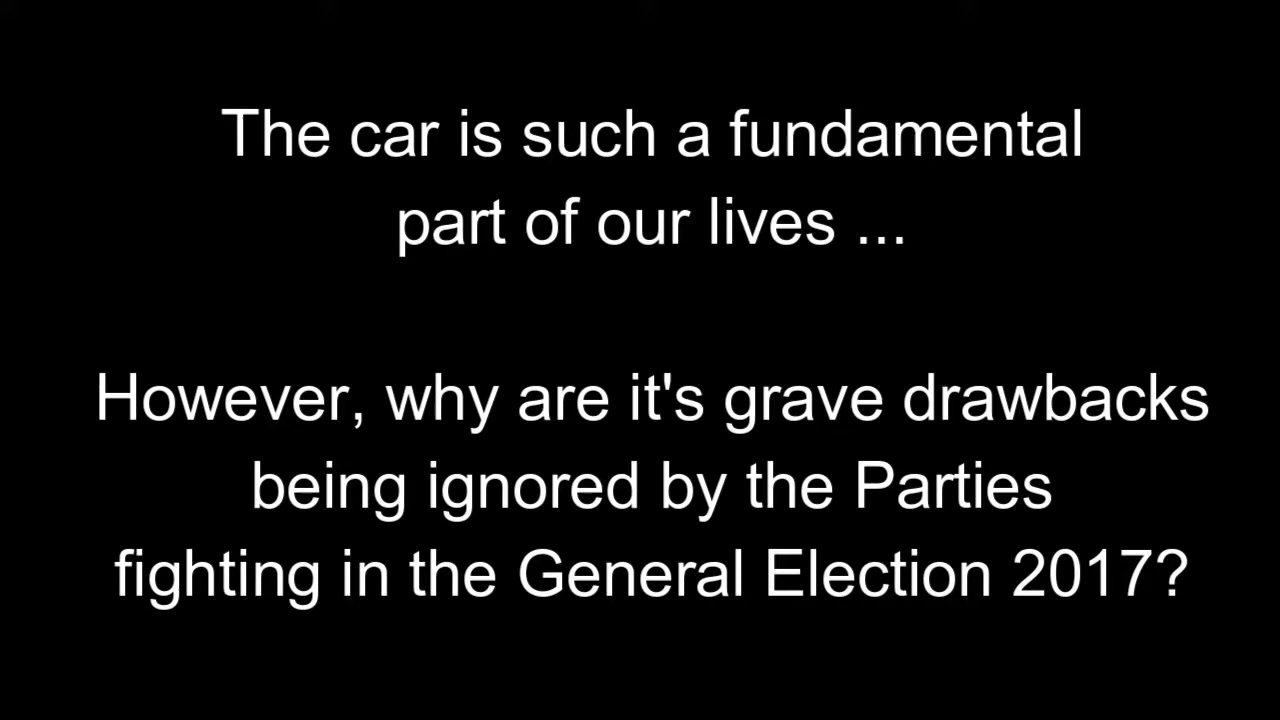 The car is such a fundamental
part of our lives ...
However, why are it's grave drawbacks
being ignored by the Parties
fighting in the General Election 2017?